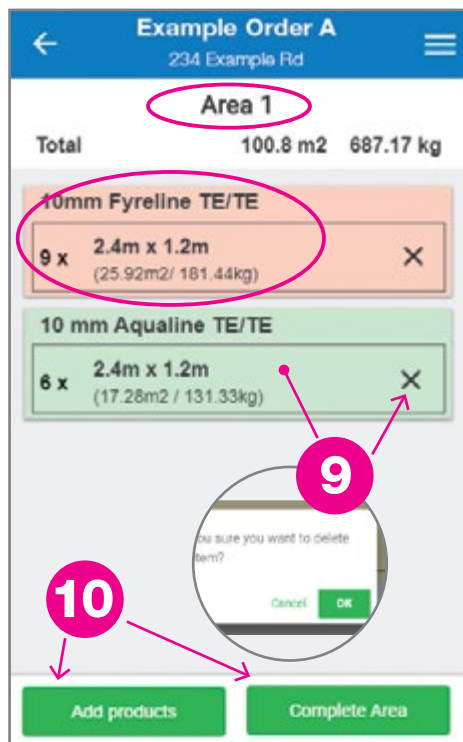 Example Order A
234 Example Rd
Area 1
Total 100.8 m2 687.17 kg
10mm Fyreline TE/TE
9 x 2.4m x 1.2m
(25.92m2/ 181.44kg)
10 mm Aqualine TE/TE
6 x 2.4m x 1.2m
(17.28m2 / 131.33kg)
9
ou sure you want to delete
tem?
Cancel OK
10
Add products Complete Area